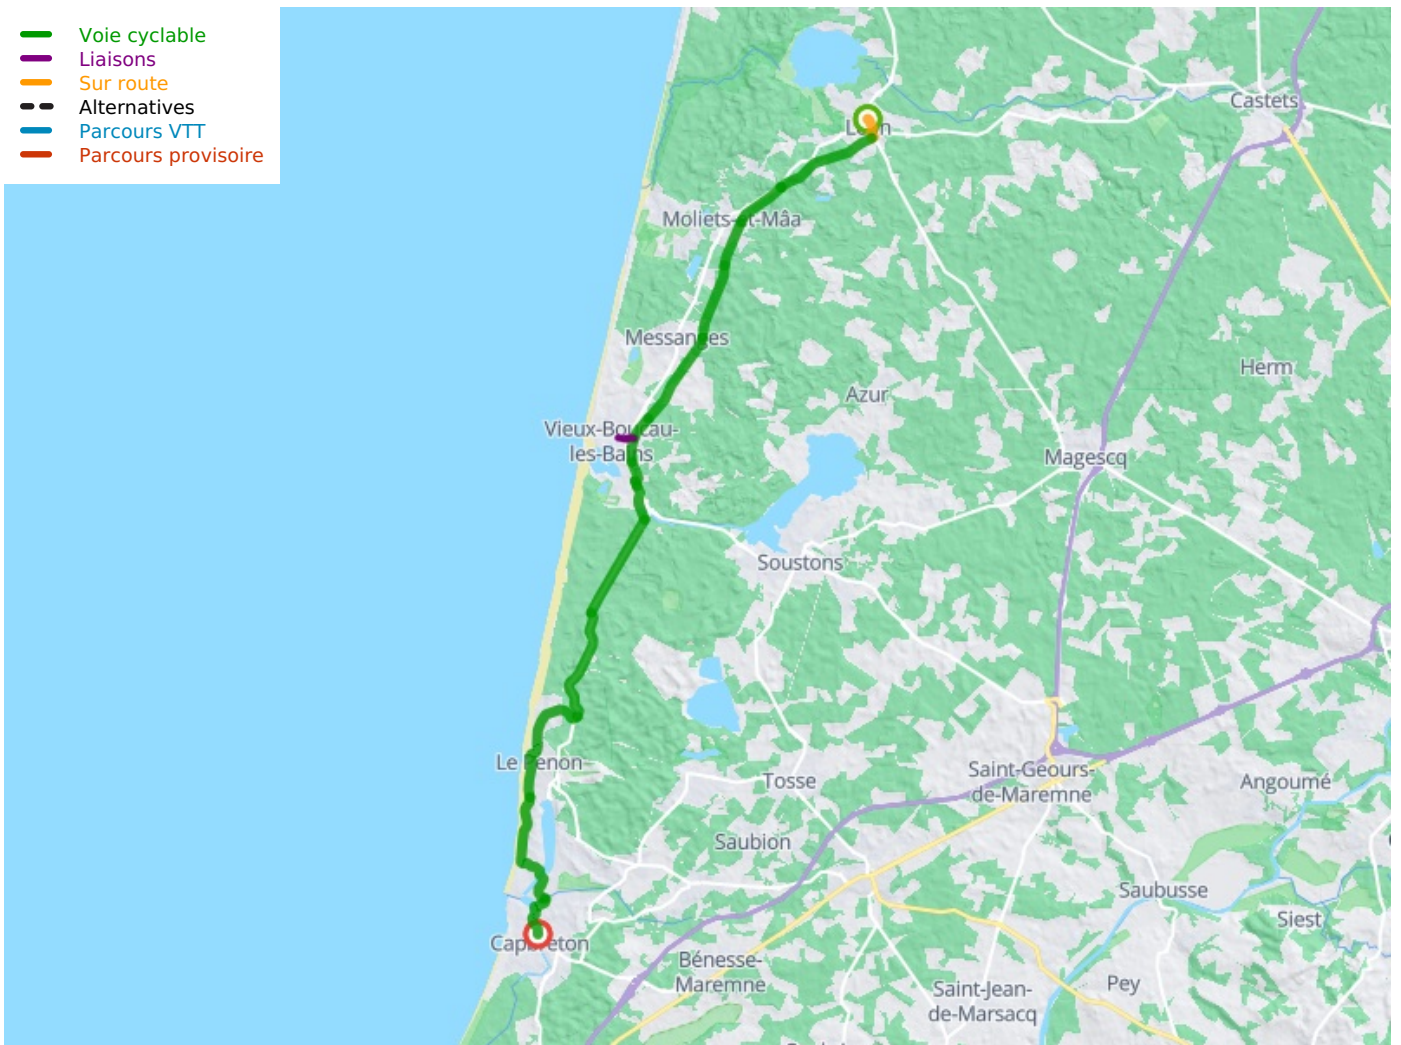 Voie cyclable
Liaisons
Sur route
Alternatives
Parcours VTT
Parcours provisoire
Castets
Léon
Moliets-et-Mâa
Messanges
Herm
Azur
Vieux-Boucau-
les-Bains
Magescq
Soustons
Le Penon
Tosse
Saint-Geours-
de-Maremne
Angoumé
Saubion
Saubusse
Siest
Capbreton
Bénesse-
Maremne
Pey
Saint-Jean-
de-Marsacq